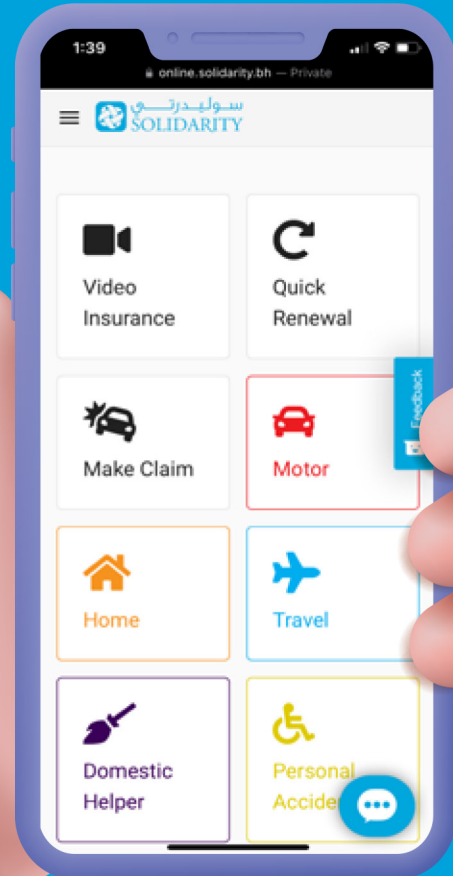 1:39
online.solidarity.bh — Private
سوليدرتي
SOLIDARITY
Video
Insurance
Quick
Renewal
Feedback
Make Claim
Motor
Home
Travel
Domestic
Helper
Personal